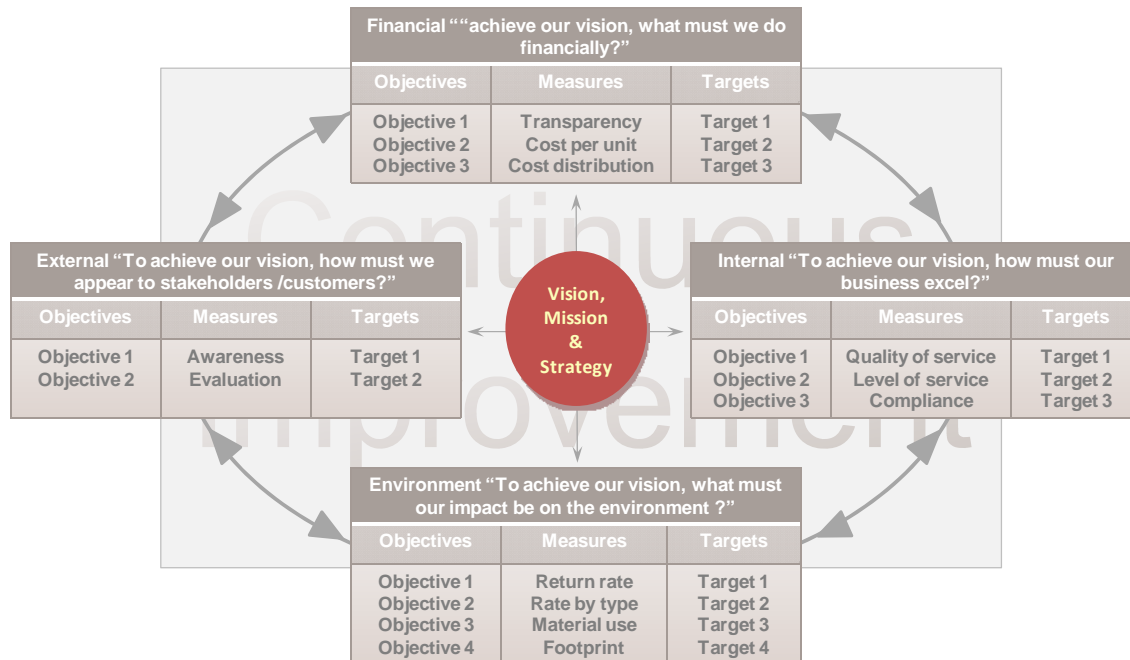 Financial ““achieve our vision, what must we do
financially?”
Objectives Measures Targets
Objective 1 Transparency Target 1
Objective 2 Cost per unit Target 2
Objective 3 Cost distribution Target 3
Continuous
Improvement
External “To achieve our vision, how must we
appear to stakeholders /customers?”
Objectives Measures Targets
Objective 1 Awareness Target 1
Objective 2 Evaluation Target 2
Vision,
Mission
&
Strategy
Internal “To achieve our vision, how must our
business excel?”
Objectives Measures Targets
Objective 1 Quality of service Target 1
Objective 2 Level of service Target 2
Objective 3 Compliance Target 3
Environment “To achieve our vision, what must
our impact be on the environment ?”
Objectives Measures Targets
Objective 1 Return rate Target 1
Objective 2 Rate by type Target 2
Objective 3 Material use Target 3
Objective 4 Footprint Target 4